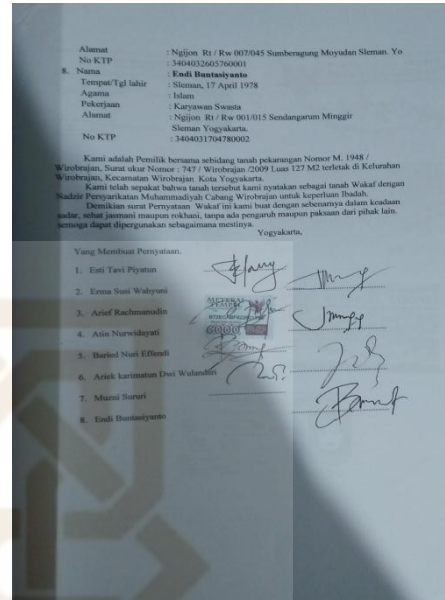 Alamat : Ngijon Rt / Rw 007/045 Sumberagung Moyudan Sleman. Yo
No KTP : 3404032605760001
8. Nama : Endi Buntasiyanto
Tempat/Tgl lahir : Sleman, 17 April 1978
Agama : Islam
Pekerjaan : Karyawan Swasta
Alamat : Ngijon Rt / Rw 001/015 Sendangarum Minggir
Sleman Yogyakarta.
No KTP : 3404031704780002
Kami adalah Pemilik bersama sebidang tanah pekarangan Nomor M. 1948 /
Wirobrajan, Surat ukur Nomor : 747 / Wirobrajan /2009 Luas 127 M2 terletak di Kelurahan
Wirobrajan, Kecamatan Wirobrajan Kota Yogyakarta.
Kami telah sepakat bahwa tanah tersebut kami nyatakan sebagai tanah Wakaf dengan
Nadzir Persyarikatan Muhammadiyah Cabang Wirobrajan untuk keperluan Ibadah.
Demikian surat Pernyataan Wakaf ini kami buat dengan sebenarnya dalam keadaan
sadar, sehat jasmani maupun rokhani, tanpa ada pengaruh maupun paksaan dari pihak lain.
semoga dapat dipergunakan sebagaimana mestinya.
Yogyakarta,
Yang Membuat Pernyataan.
1. Esti Tavi Piyatun
2. Erma Susi Wahyuni
METERAI
TEMPEL
3. Arief Rachmanudin
6000
4. Atin Nurwidayati
5. Baried Nuri Effendi
6. Ariek karimatun Dwi Wulandari
7. Muzni Sururi
8. Endi Buntasiyanto